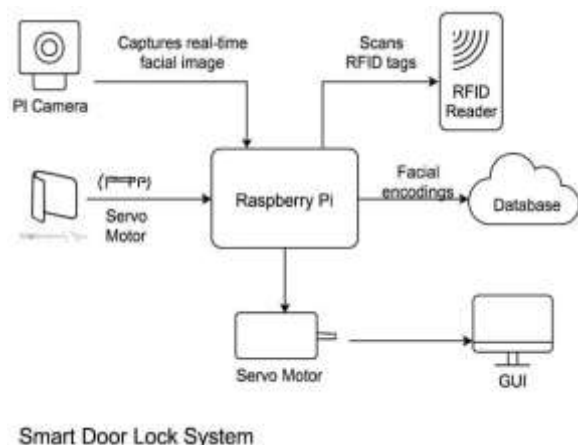 Captures real-time
facial image
Scans
RFID tags
PI Camera
RFID
Reader
Servo
Motor
Raspberry Pi
Facial
encodings
Database
Servo Motor
GUI
Smart Door Lock System